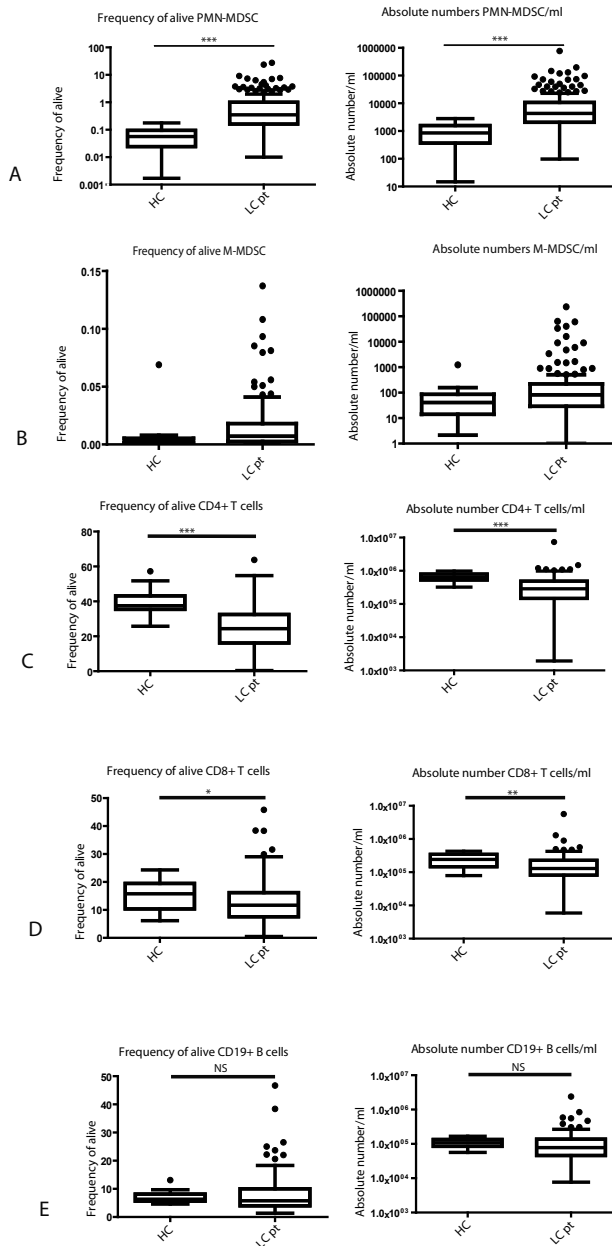 Frequency of alive PMN-MDSC
Absolute numbers PMN-MDSC/ml
***
***
Frequency of alive
100
10
1
0.1
0.01
0.001
HC
LC pt
Absolute number/ml
1000000
100000
10000
1000
100
10
HC
LC pt
A
Frequency of alive M-MDSC
Absolute numbers M-MDSC/ml
Frequency of alive
0.15
0.10
0.05
0.00
HC
LC pt
Absolute number/ml
1000000
100000
10000
1000
100
10
1
HC
LC pt
B
Frequency of alive CD4+ T cells
Absolute number CD4+ T cells/ml
***
***
Frequency of alive
80
60
40
20
0
HC
LC pt
Absolute number/ml
1.0x10⁰⁷
1.0x10⁰⁶
1.0x10⁰⁵
1.0x10⁰⁴
1.0x10⁰³
HC
LC pt
C
Frequency of alive CD8+ T cells
Absolute number CD8+ T cells/ml
*
**
Frequency of alive
50
40
30
20
10
0
HC
LC pt
Absolute number/ml
1.0x10⁰⁷
1.0x10⁰⁶
1.0x10⁰⁵
1.0x10⁰⁴
1.0x10⁰³
HC
LC pt
D
Frequency of alive CD19+ B cells
Absolute number CD19+ B cells/ml
NS
NS
Frequency of alive
50
40
30
20
10
0
HC
LC pt
Absolute number/ml
1.0x10⁰⁷
1.0x10⁰⁶
1.0x10⁰⁵
1.0x10⁰⁴
1.0x10⁰³
HC
LC pt
E